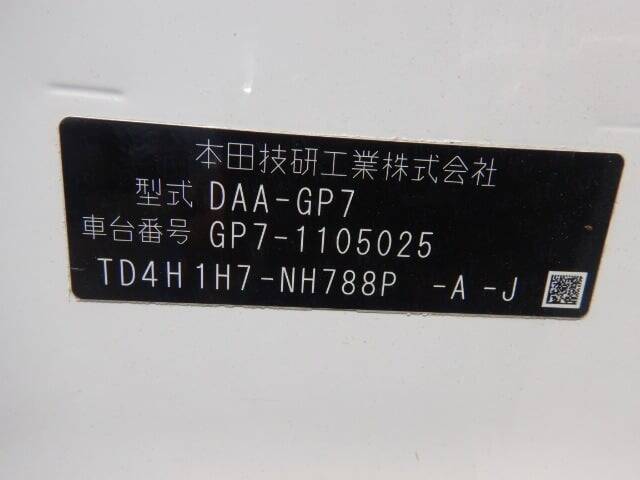 本田技研工業株式会社
型式 DAA-GP7
車台番号 GP7-1105025
TD4H1H7-NH788P -A -J